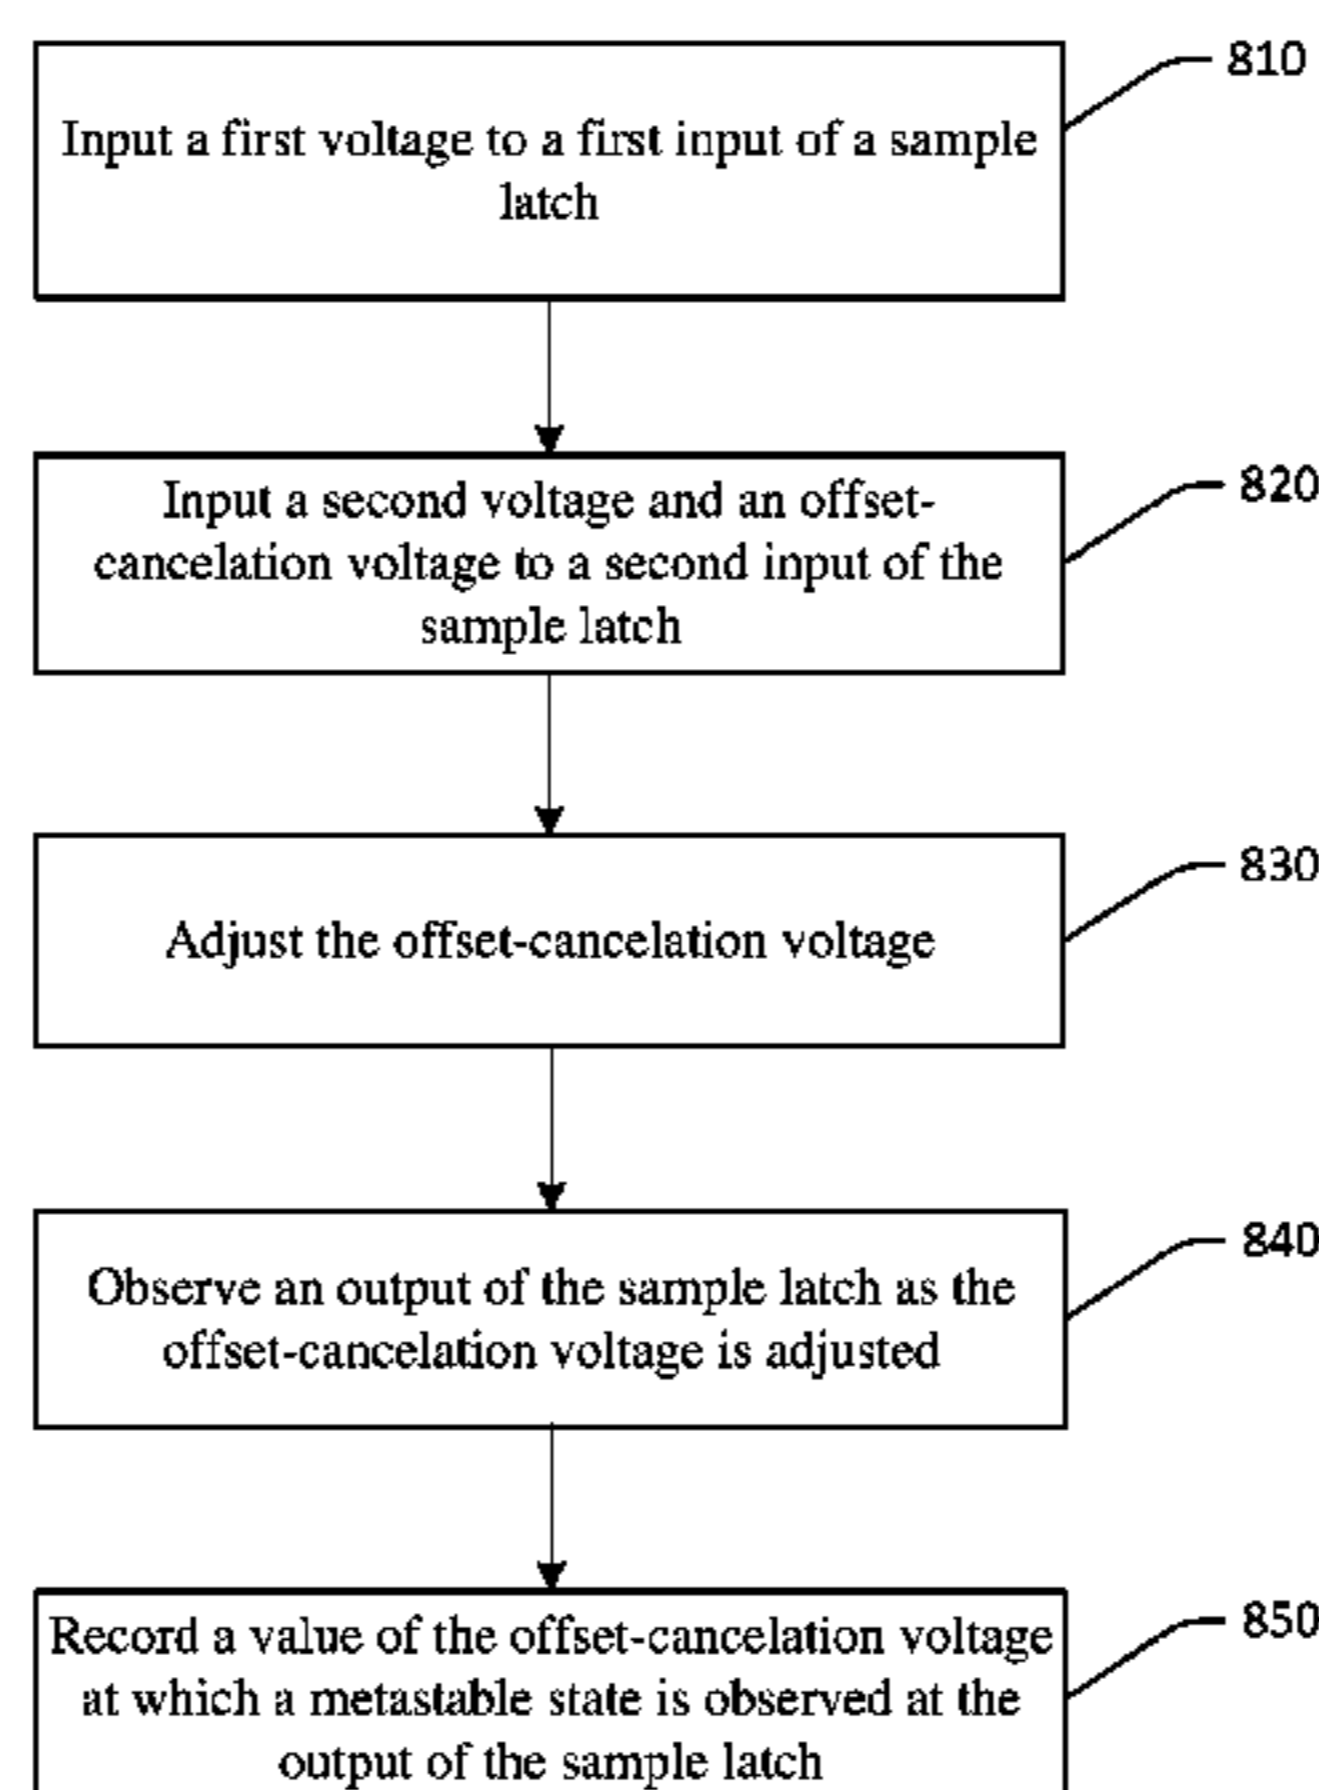 810
Input a first voltage to a first input of a sample
latch
820
Input a second voltage and an offset-
cancelation voltage to a second input of the
sample latch
830
Adjust the offset-cancelation voltage
840
Observe an output of the sample latch as the
offset-cancelation voltage is adjusted
850
Record a value of the offset-cancelation voltage
at which a metastable state is observed at the
output of the sample latch